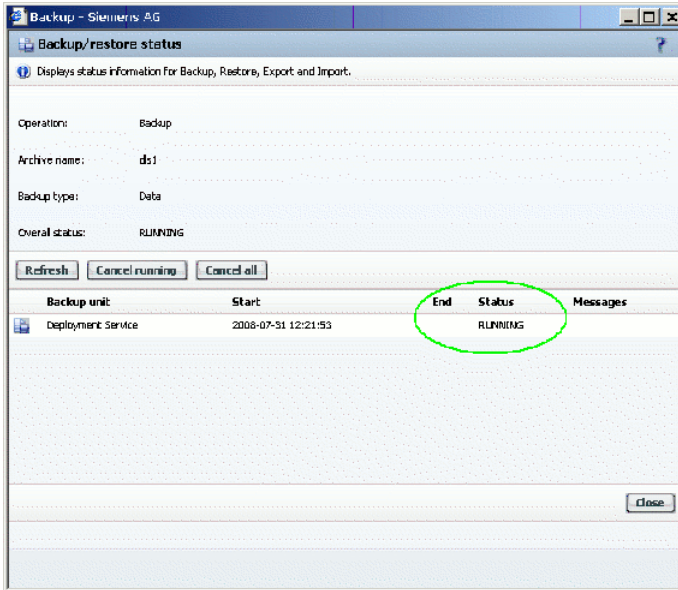 Backup - Siemens AG
Backup/restore status
?
Displays status information for Backup, Restore, Export and Import.
Operation: Backup
Archive name: dls1
Backup type: Data
Overal status: RUNNING
Refresh Cancel running Cancel all
Backup unit Start End Status Messages
Deployment Service 2008-07-31 12:21:53 RUNNING
Close